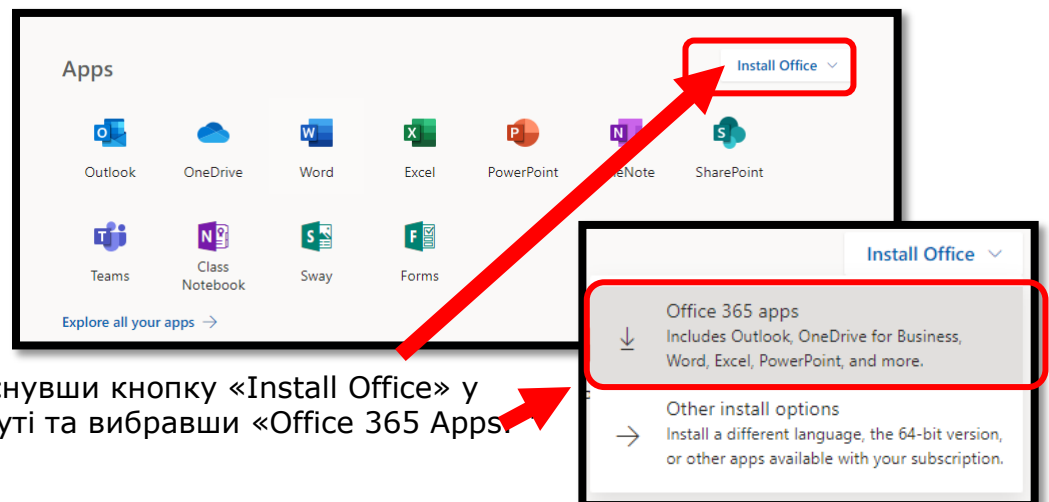 Apps
Install Office
Outlook OneDrive Word Excel PowerPoint SharePoint
Teams Class Notebook Sway Forms
Explore all your apps →
Install Office
Office 365 apps
Includes Outlook, OneDrive for Business,
Word, Excel, PowerPoint, and more.
Other install options
Install a different language, the 64-bit version,
or other apps available with your subscription.
снувши кнопку «Install Office» у
уті та вибравши «Office 365 Apps.